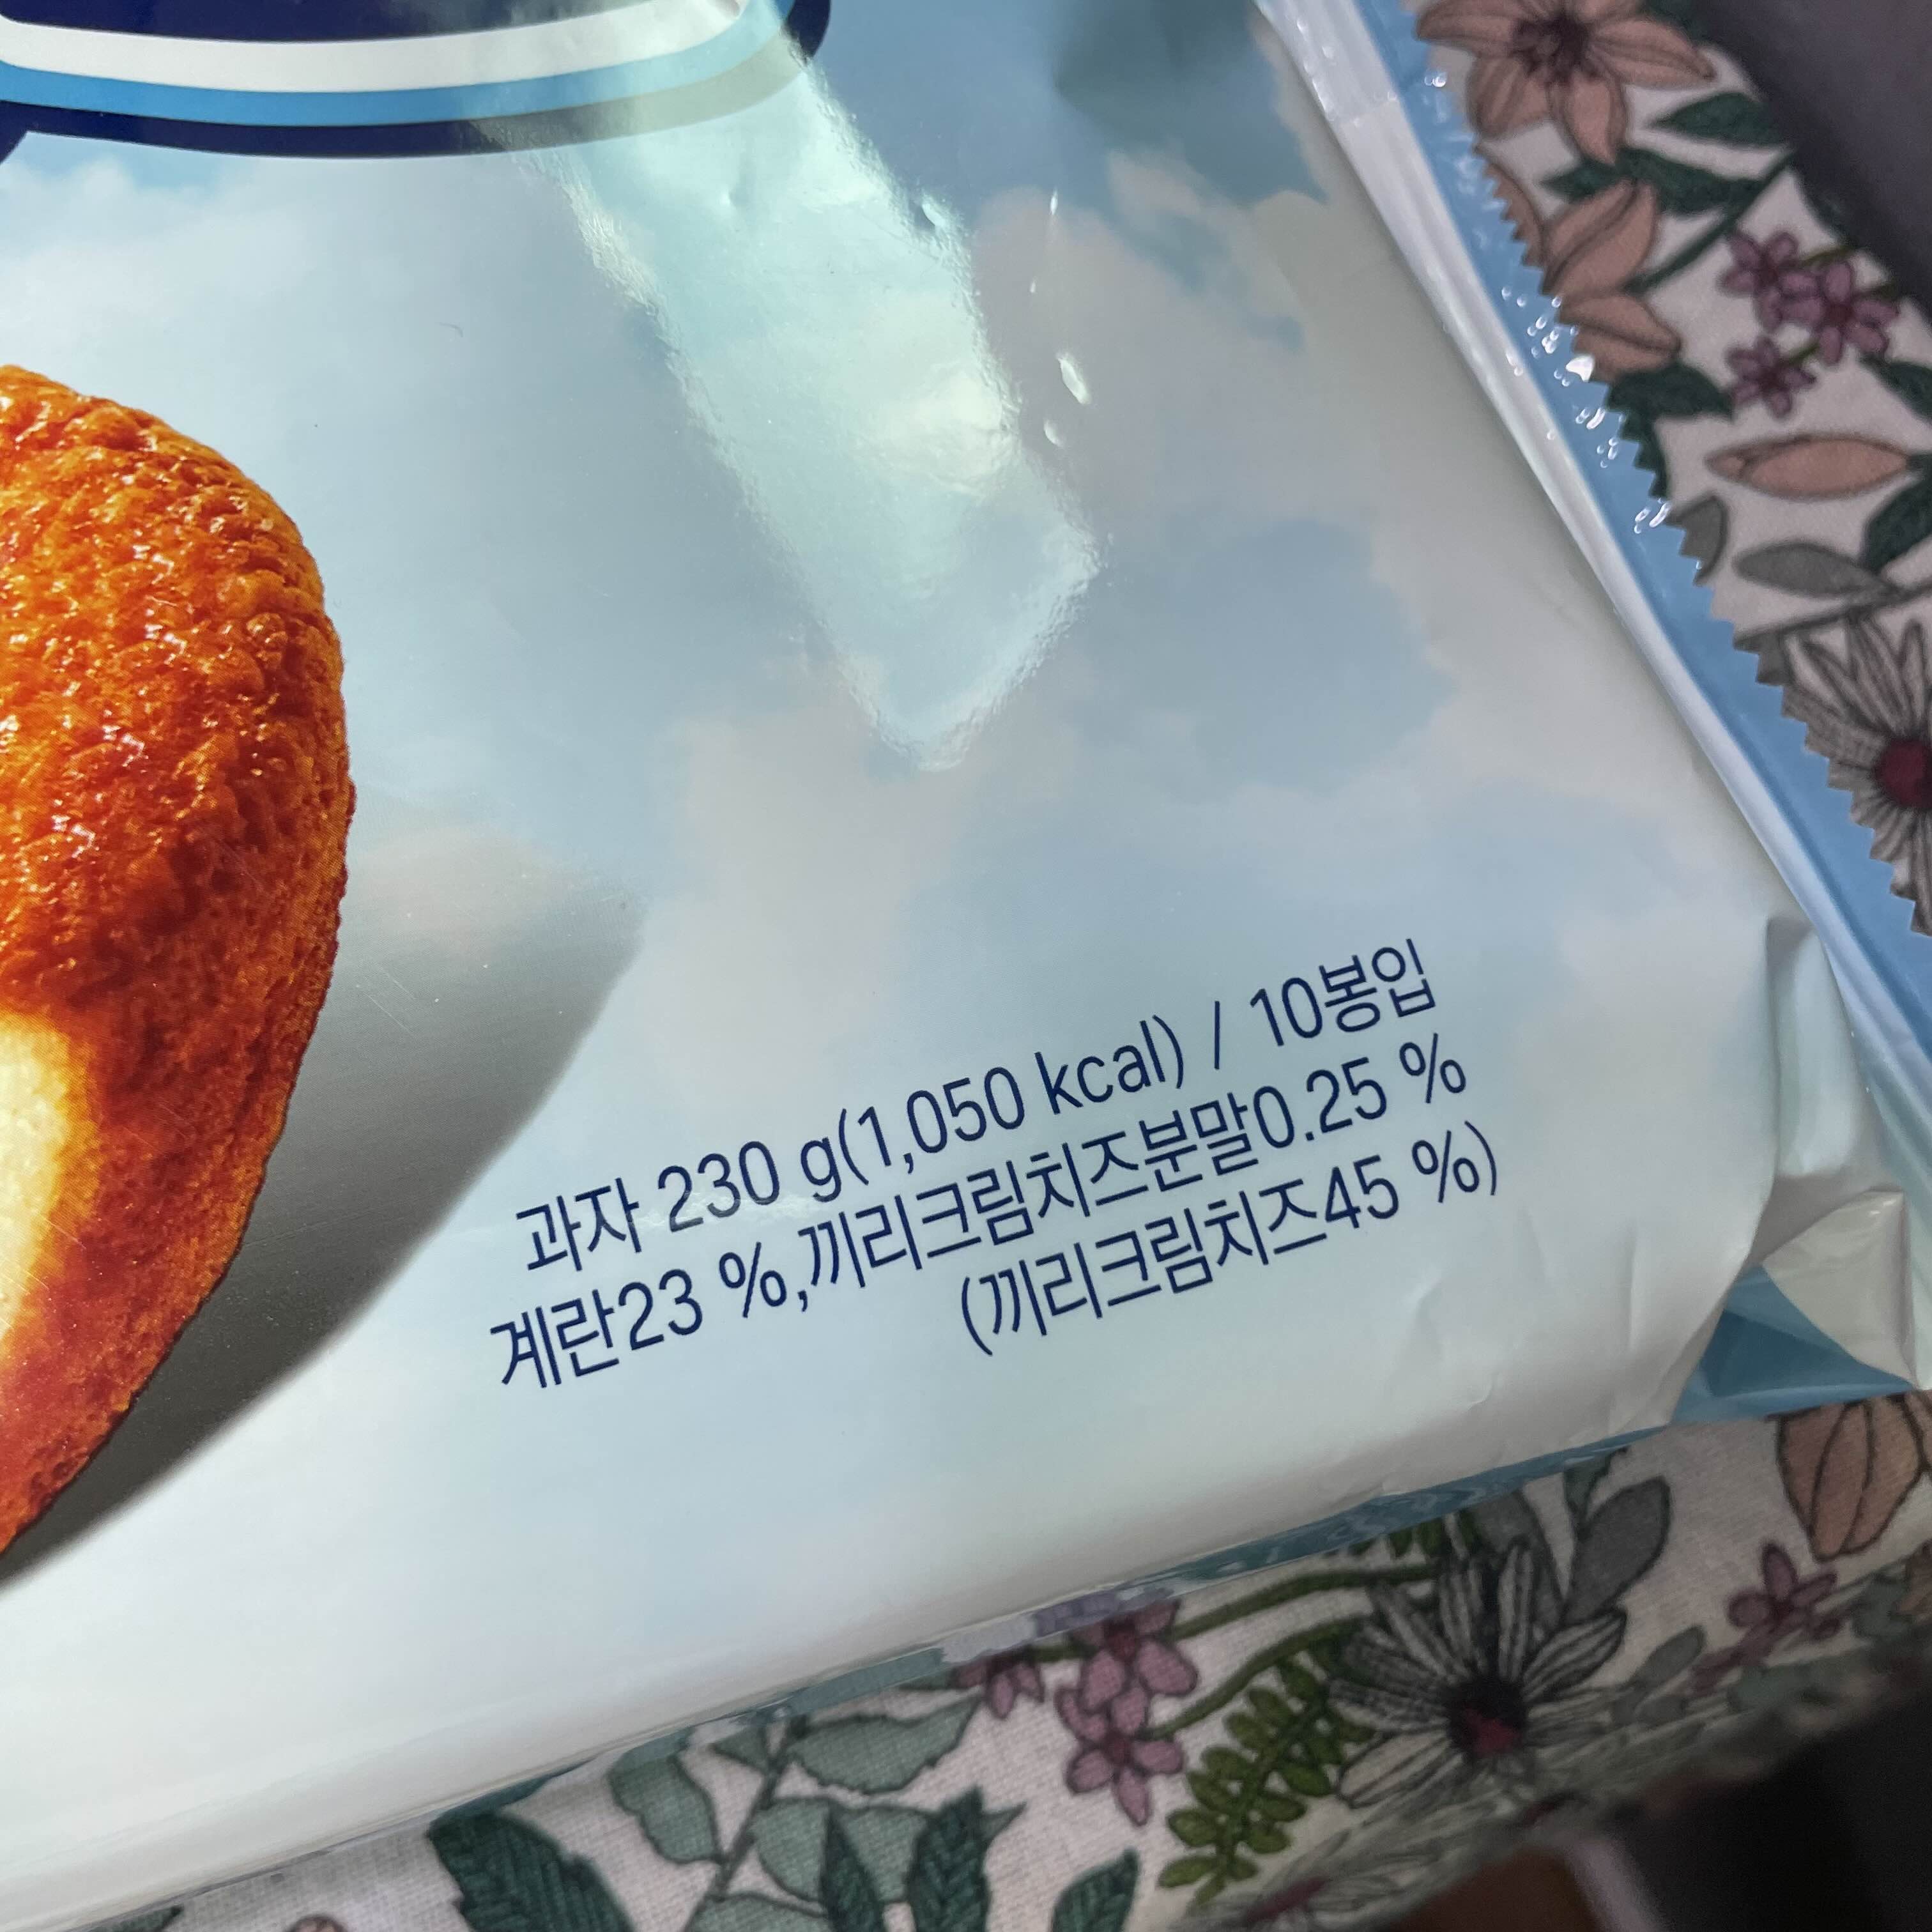 과자 230 g(1,050 kcal) / 10봉입
계란23 %,끼리크림치즈분말0.25 %
(끼리크림치즈45 %)